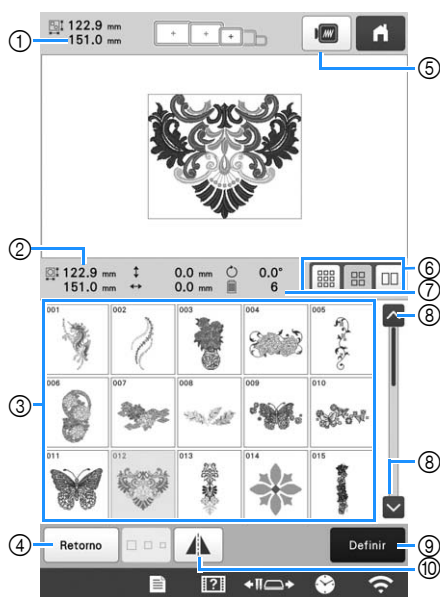 ① 122.9 mm
151.0 mm
⑤
② 122.9 mm 0.0 mm 0.0° ⑥
151.0 mm 0.0 mm 6 ⑦
001 002 003 004 005 ⑧
③ 006 007 008 009 010
011 012 013 014 015 ⑧
④ Retorno Definir ⑨
⑩